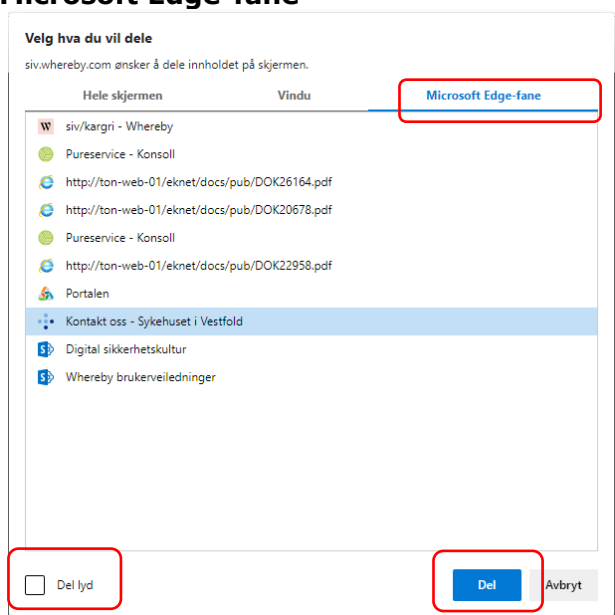 Microsoft Edge-fane
Velg hva du vil dele
siv.whereby.com ønsker å dele innholdet på skjermen.
Hele skjermen Vindu Microsoft Edge-fane
W siv/kargri - Whereby
Pureservice - Konsoll
http://ton-web-01/eknet/docs/pub/DOK26164.pdf
http://ton-web-01/eknet/docs/pub/DOK20678.pdf
Pureservice - Konsoll
http://ton-web-01/eknet/docs/pub/DOK22958.pdf
Portalen
Kontakt oss - Sykehuset i Vestfold
S Digital sikkerhetskultur
S Whereby brukerveiledninger
Del lyd Del Avbryt